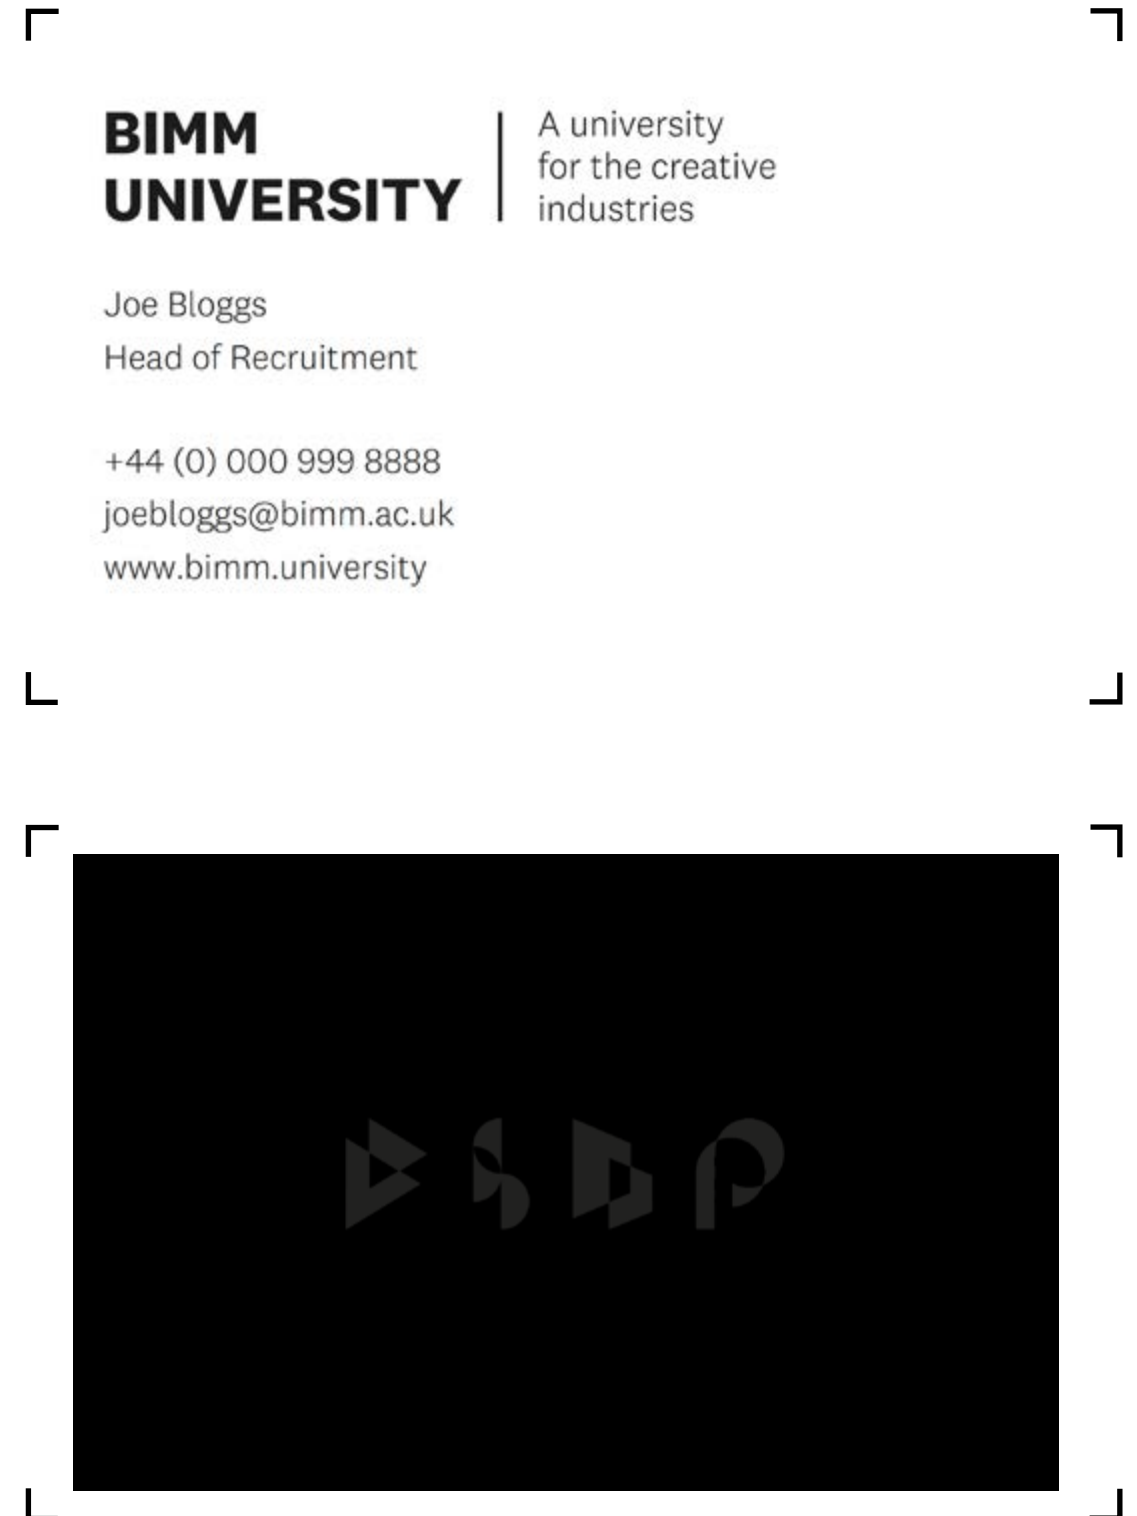 BIMM
UNIVERSITY
A university
for the creative
industries
Joe Bloggs
Head of Recruitment
+44 (0) 000 999 8888
joebloggs@bimm.ac.uk
www.bimm.university